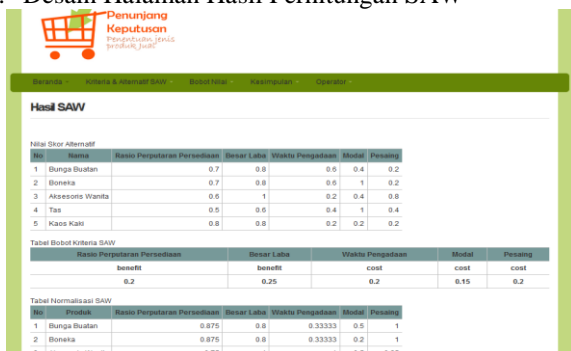 Desain Halaman Hasil Perhitungan SAW
Penunjang
Keputusan
Penentuan jenis
produk Jual
Beranda Kriteria & Alternatif SAW Bobot Nilai Kesimpulan Operator
Hasil SAW
Nilai Skor Alternatif
No Nama Rasio Perputaran Persediaan Besar Laba Waktu Pengadaan Modal Pesaing
1 Bunga Buatan 0.7 0.8 0.6 0.4 0.2
2 Boneka 0.7 0.8 0.6 1 0.2
3 Aksesoris Wanita 0.6 1 0.2 0.4 0.8
4 Tas 0.5 0.6 0.4 1 0.4
5 Kaos Kaki 0.8 0.8 0.2 0.2 0.2
Tabel Bobot Kriteria SAW
Rasio Perputaran Persediaan Besar Laba Waktu Pengadaan Modal Pesaing
benefit benefit cost cost cost
0.2 0.25 0.2 0.15 0.2
Tabel Normalisasi SAW
No Produk Rasio Perputaran Persediaan Besar Laba Waktu Pengadaan Modal Pesaing
1 Bunga Buatan 0.875 0.8 0.33333 0.5 1
2 Boneka 0.875 0.8 0.33333 0.2 1